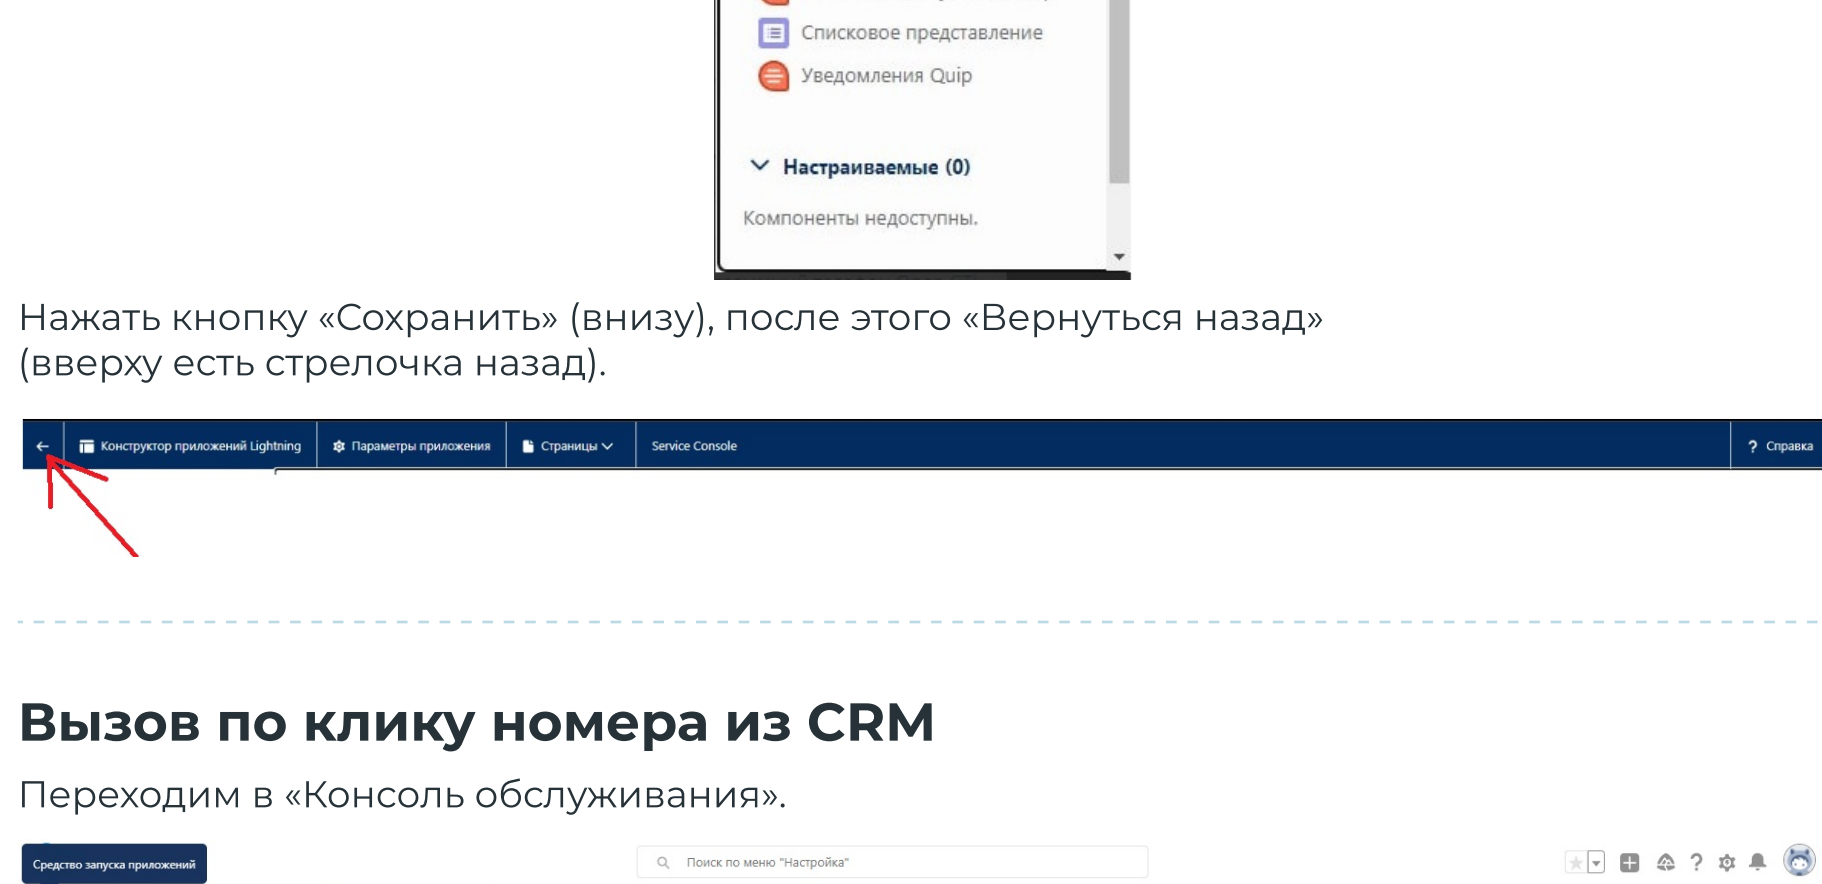 Списковое представление
Уведомления Quip
Настраиваемые (0)
Компоненты недоступны.
Нажать кнопку «Сохранить» (внизу), после этого «Вернуться назад»
(вверху есть стрелочка назад).
Конструктор приложений Lightning Параметры приложения Страницы Service Console ? Справка
Вызов по клику номера из CRM
Переходим в «Консоль обслуживания».
Средство запуска приложений Поиск по меню "Настройка" ?